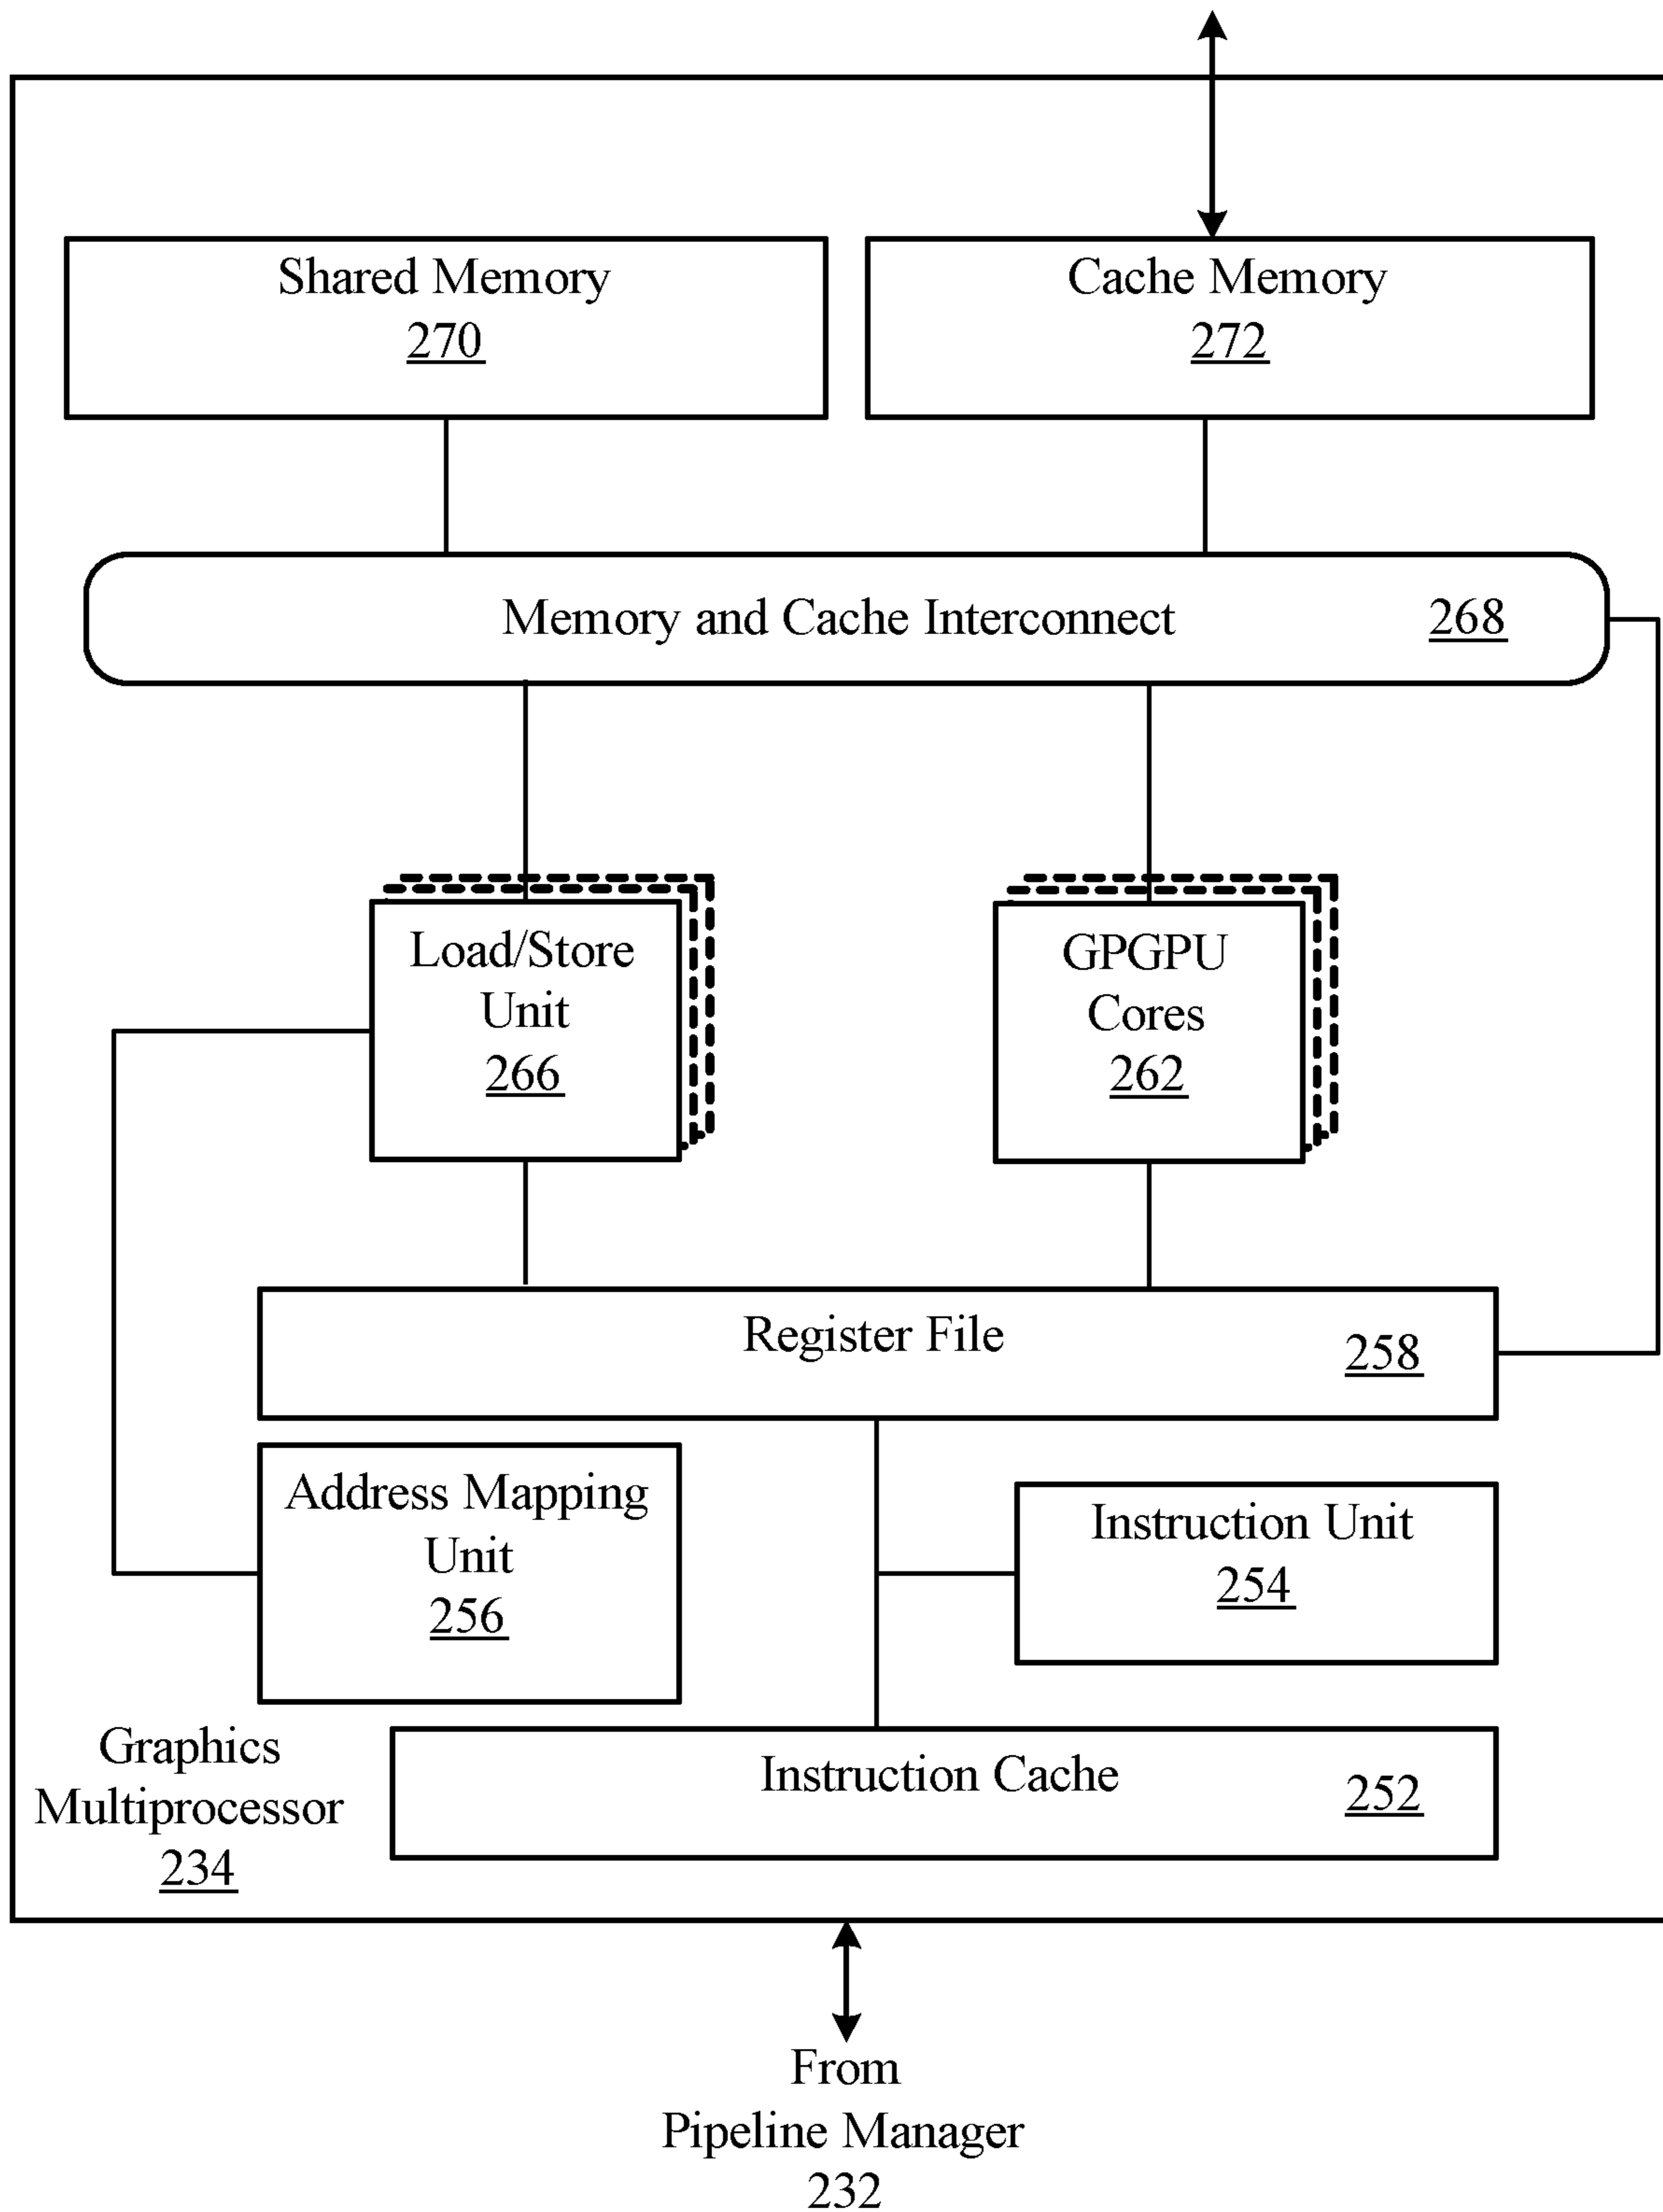 Shared Memory
270
Cache Memory
272
Memory and Cache Interconnect 268
Load/Store
Unit
266
GPGPU
Cores
262
Register File 258
Address Mapping
Unit
256
Instruction Unit
254
Graphics
Multiprocessor
234
Instruction Cache 252
From
Pipeline Manager
232